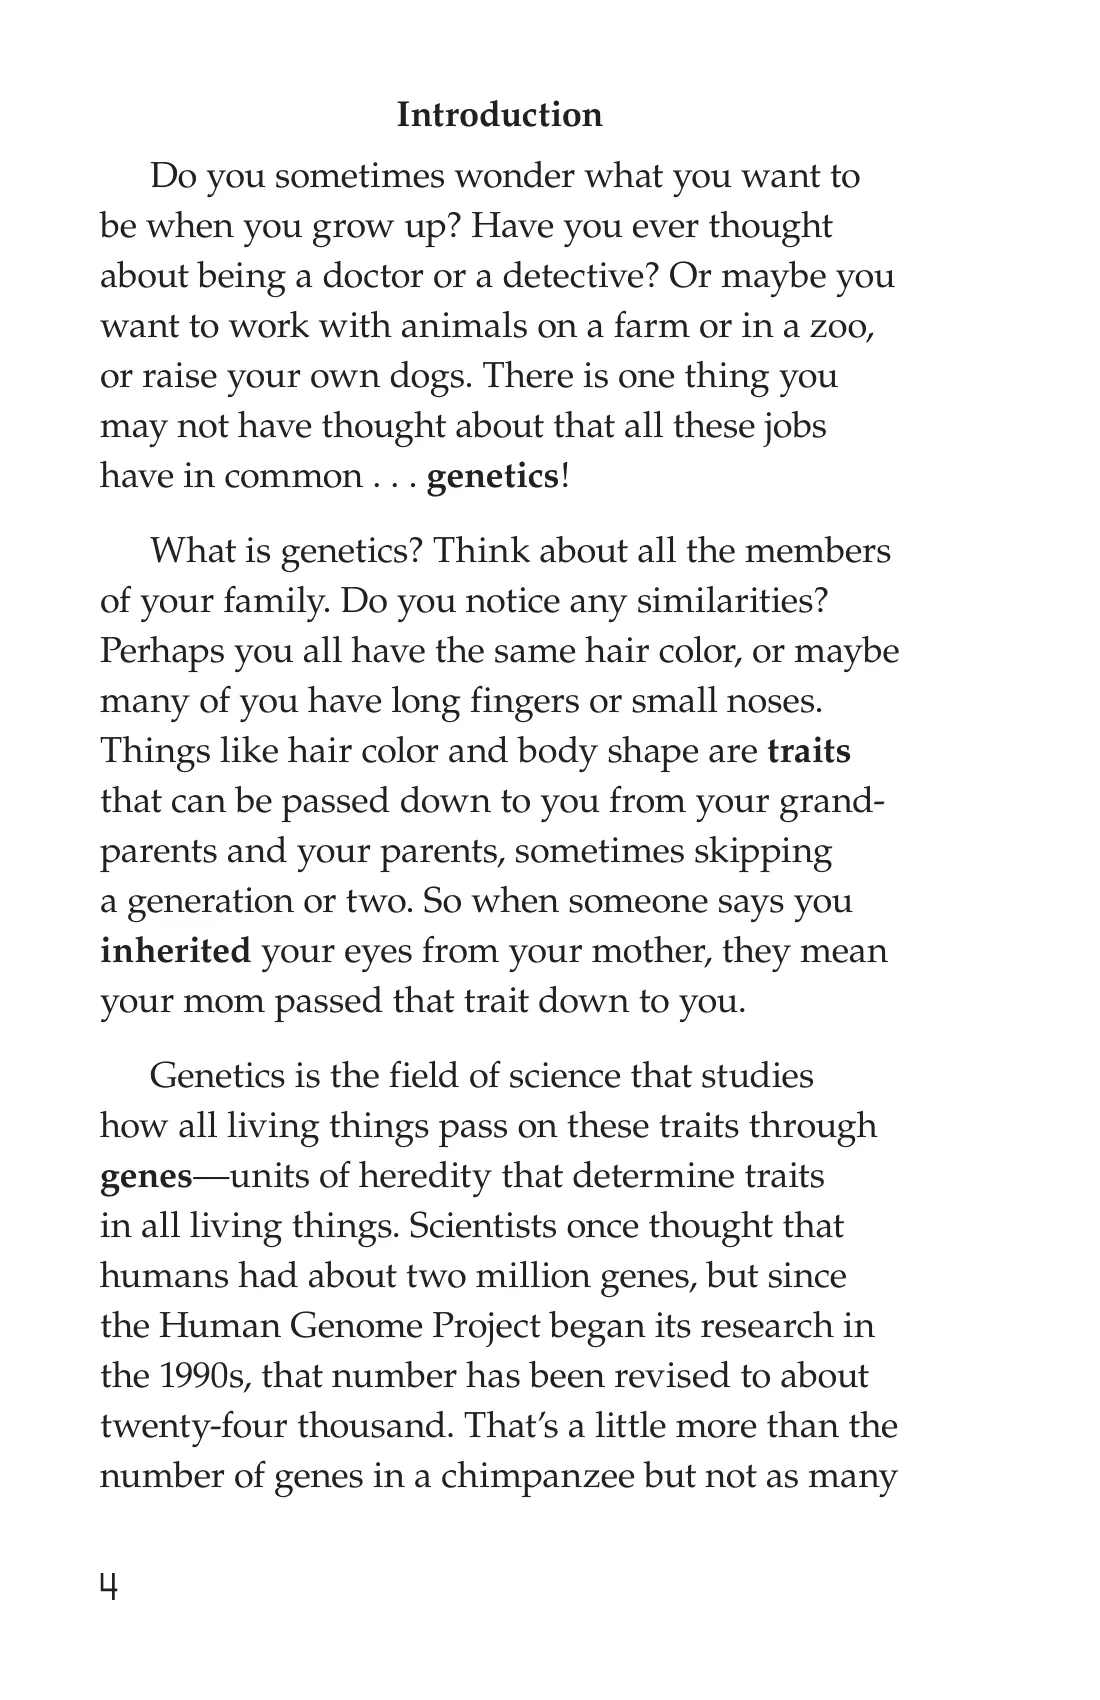 Introduction
Do you sometimes wonder what you want to
be when you grow up? Have you ever thought
about being a doctor or a detective? Or maybe you
want to work with animals on a farm or in a zoo,
or raise your own dogs. There is one thing you
may not have thought about that all these jobs
have in common . . . genetics!
What is genetics? Think about all the members
of your family. Do you notice any similarities?
Perhaps you all have the same hair color, or maybe
many of you have long fingers or small noses.
Things like hair color and body shape are traits
that can be passed down to you from your grand-
parents and your parents, sometimes skipping
a generation or two. So when someone says you
inherited your eyes from your mother, they mean
your mom passed that trait down to you.
Genetics is the field of science that studies
how all living things pass on these traits through
genes—units of heredity that determine traits
in all living things. Scientists once thought that
humans had about two million genes, but since
the Human Genome Project began its research in
the 1990s, that number has been revised to about
twenty-four thousand. That’s a little more than the
number of genes in a chimpanzee but not as many
4